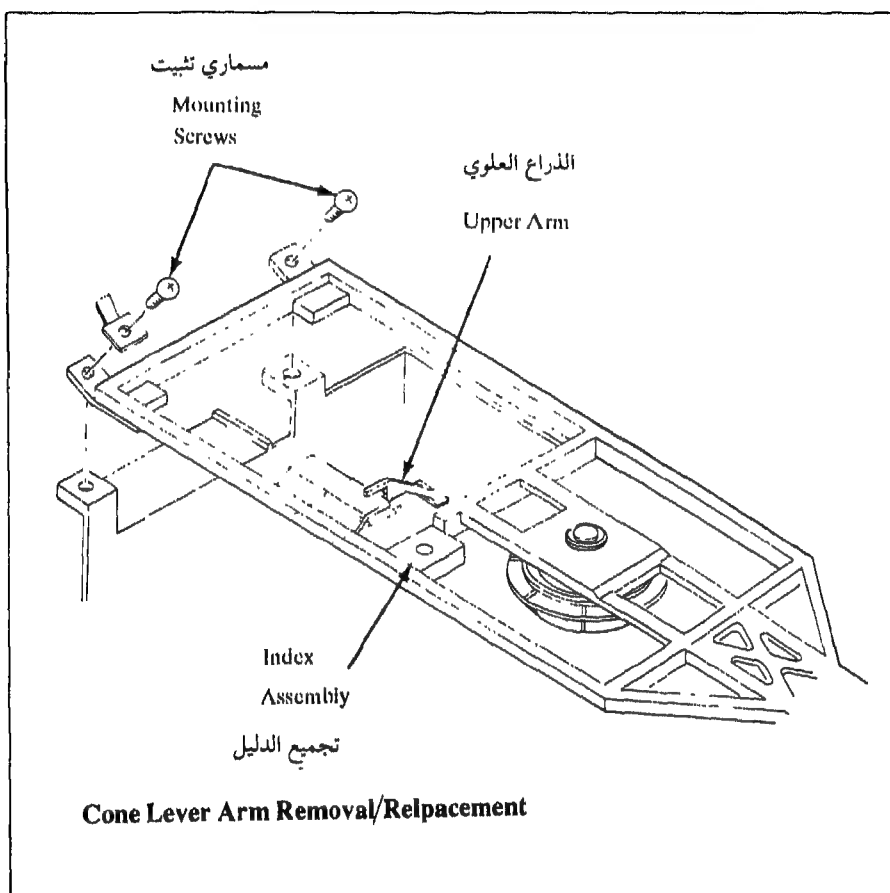 مسماري تثبيت
Mounting
Screws
الذراع العلوي
Upper Arm
Index
Assembly
تجميع الدليل
Cone Lever Arm Removal/Relpacement